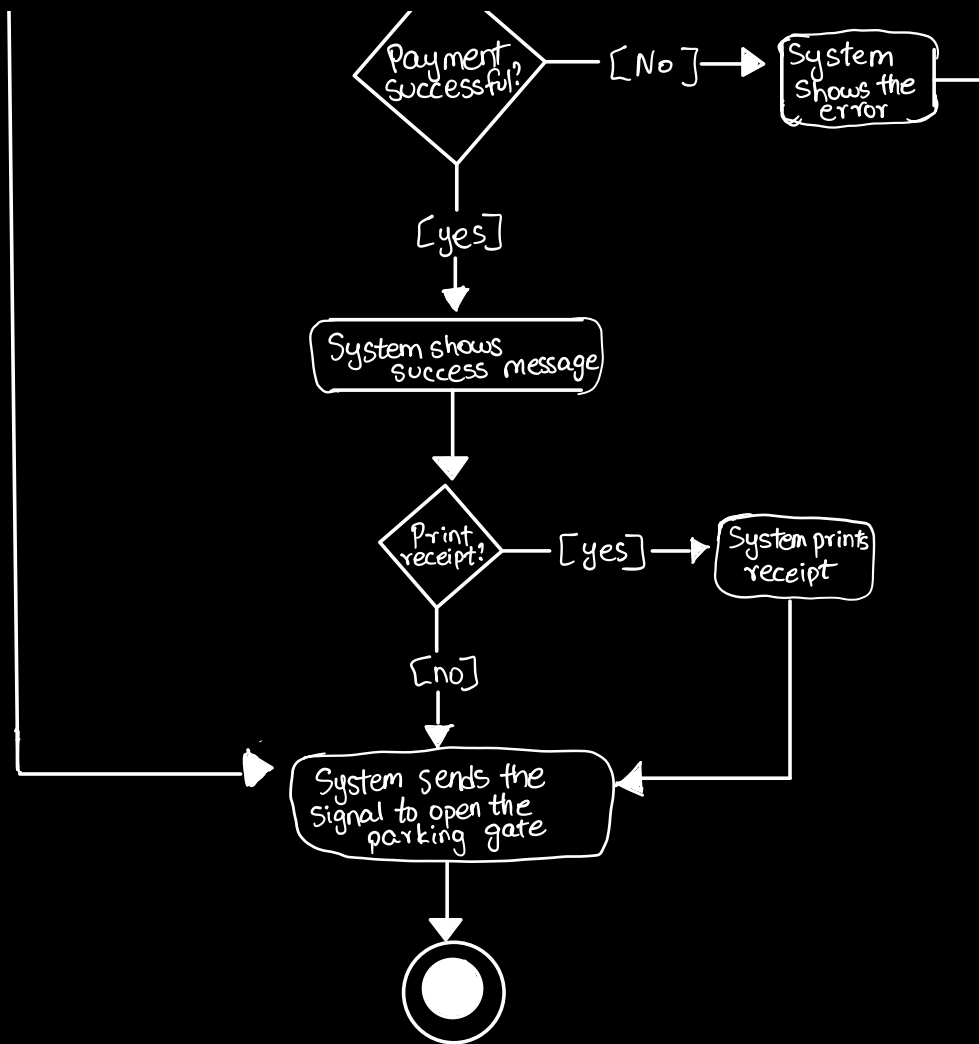 Payment
successful?
[No]
System
shows the
error
[yes]
System shows
success message
Print
receipt?
[yes]
System prints
receipt
[no]
System sends the
signal to open the
parking gate